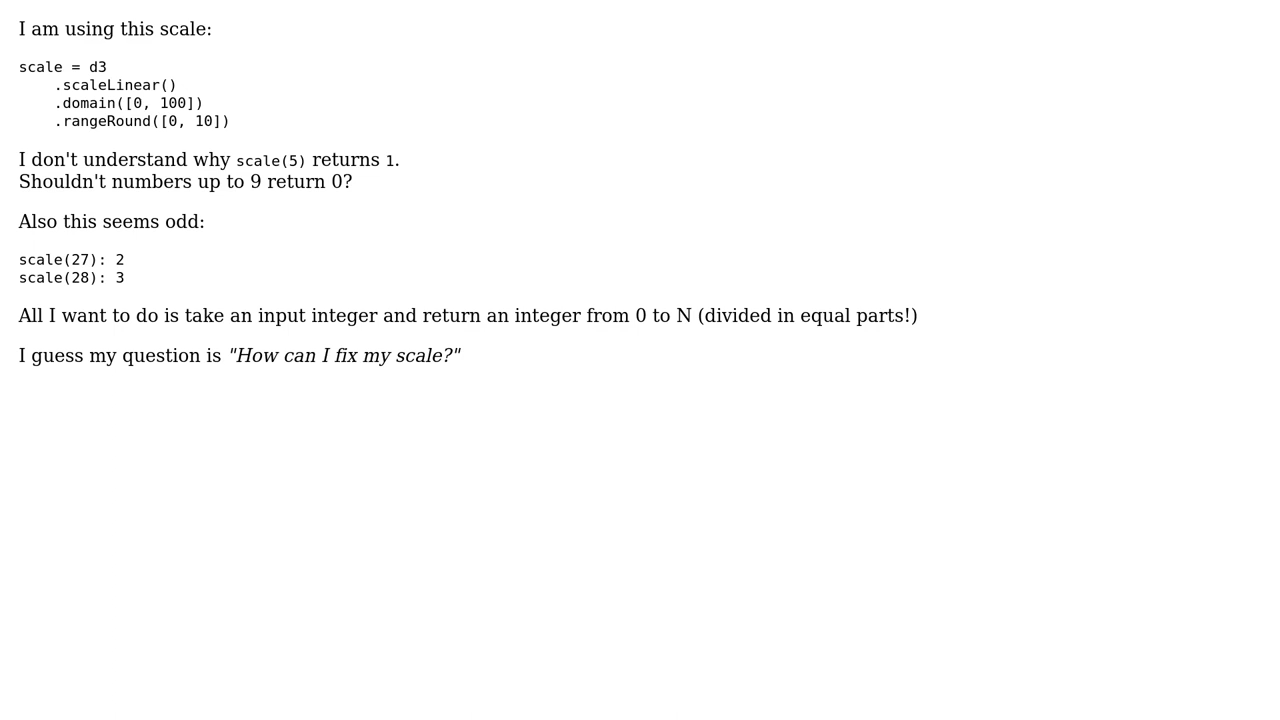 I am using this scale:
scale = d3
    .scaleLinear()
    .domain([0, 100])
    .rangeRound([0, 10])
I don't understand why scale(5) returns 1.
Shouldn't numbers up to 9 return 0?
Also this seems odd:
scale(27): 2
scale(28): 3
All I want to do is take an input integer and return an integer from 0 to N (divided in equal parts!)
I guess my question is "How can I fix my scale?"